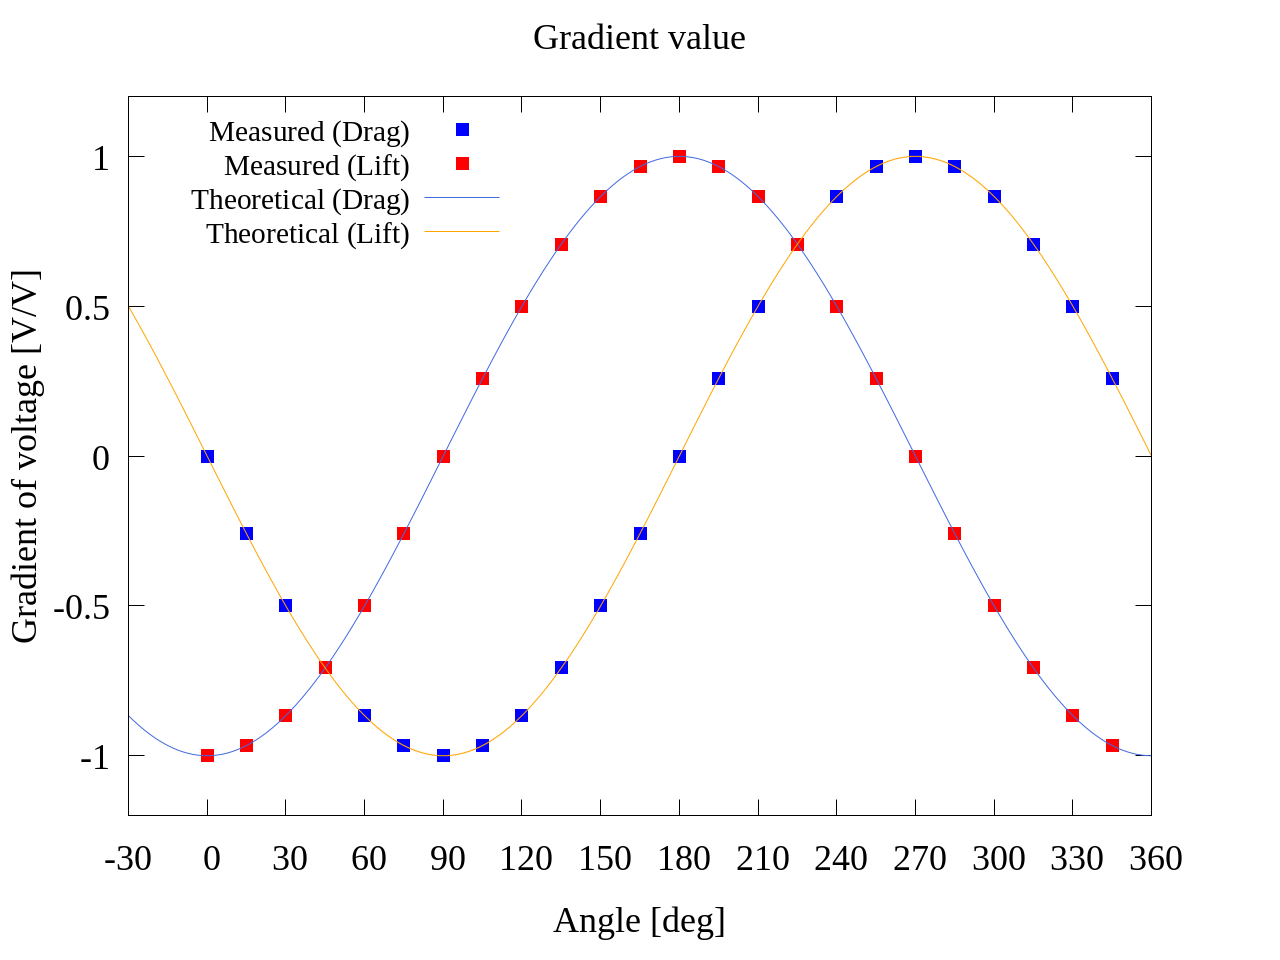 Gradient value
Measured (Drag)
Measured (Lift)
Theoretical (Drag)
Theoretical (Lift)
1
0.5
0
-0.5
-1
Gradient of voltage [V/V]
-30 0 30 60 90 120 150 180 210 240 270 300 330 360
Angle [deg]